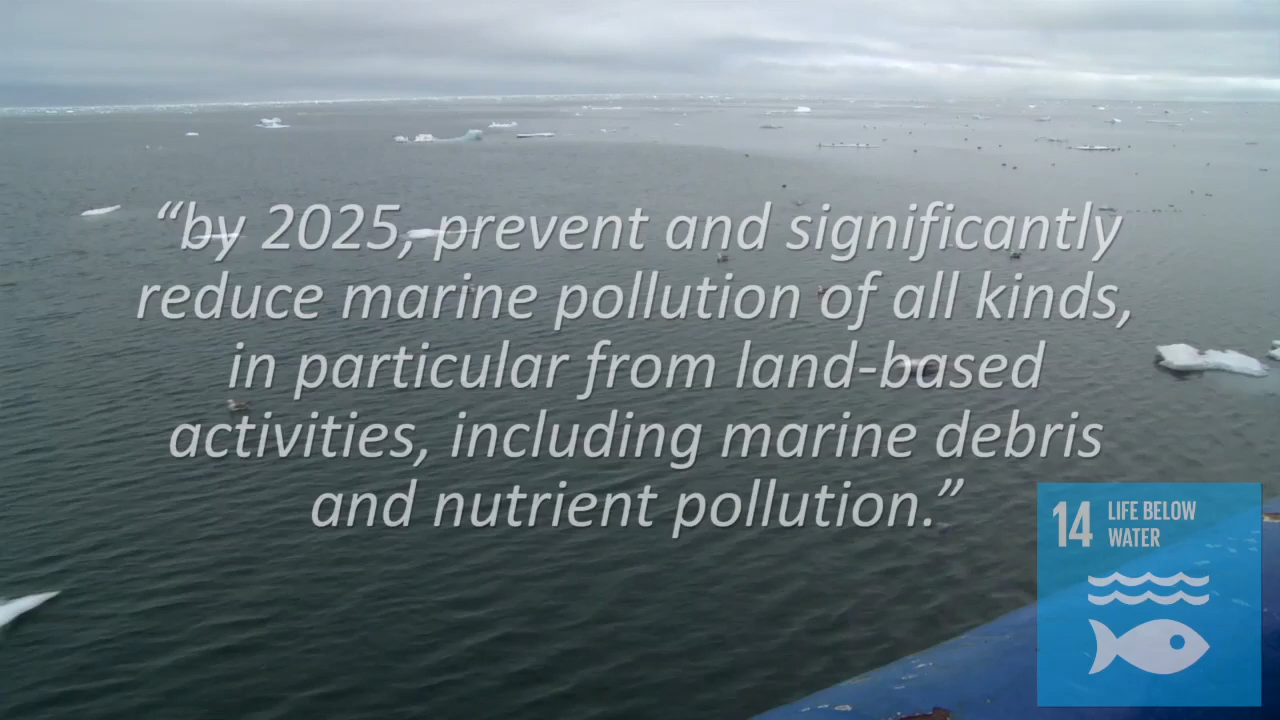 “by 2025, prevent and significantly
reduce marine pollution of all kinds,
in particular from land-based
activities, including marine debris
and nutrient pollution.”
14 LIFE BELOW
WATER